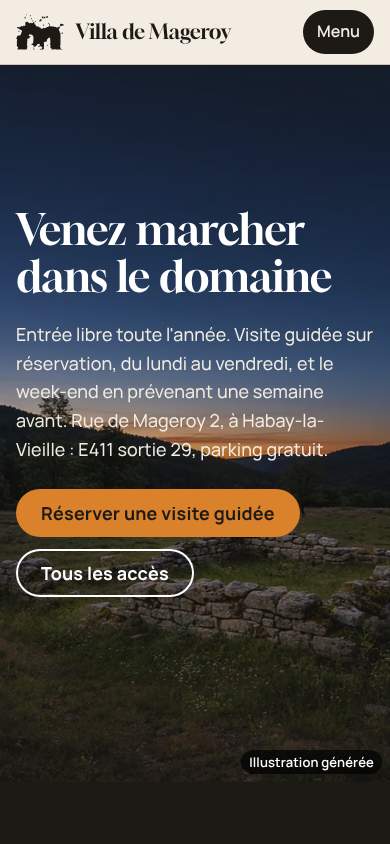 Villa de Mageroy
Menu
Venez marcher
dans le domaine
Entrée libre toute l'année. Visite guidée sur
réservation, du lundi au vendredi, et le
week-end en prévenant une semaine
avant. Rue de Mageroy 2, à Habay-la-
Vieille : E411 sortie 29, parking gratuit.
Réserver une visite guidée
Tous les accès
Illustration générée